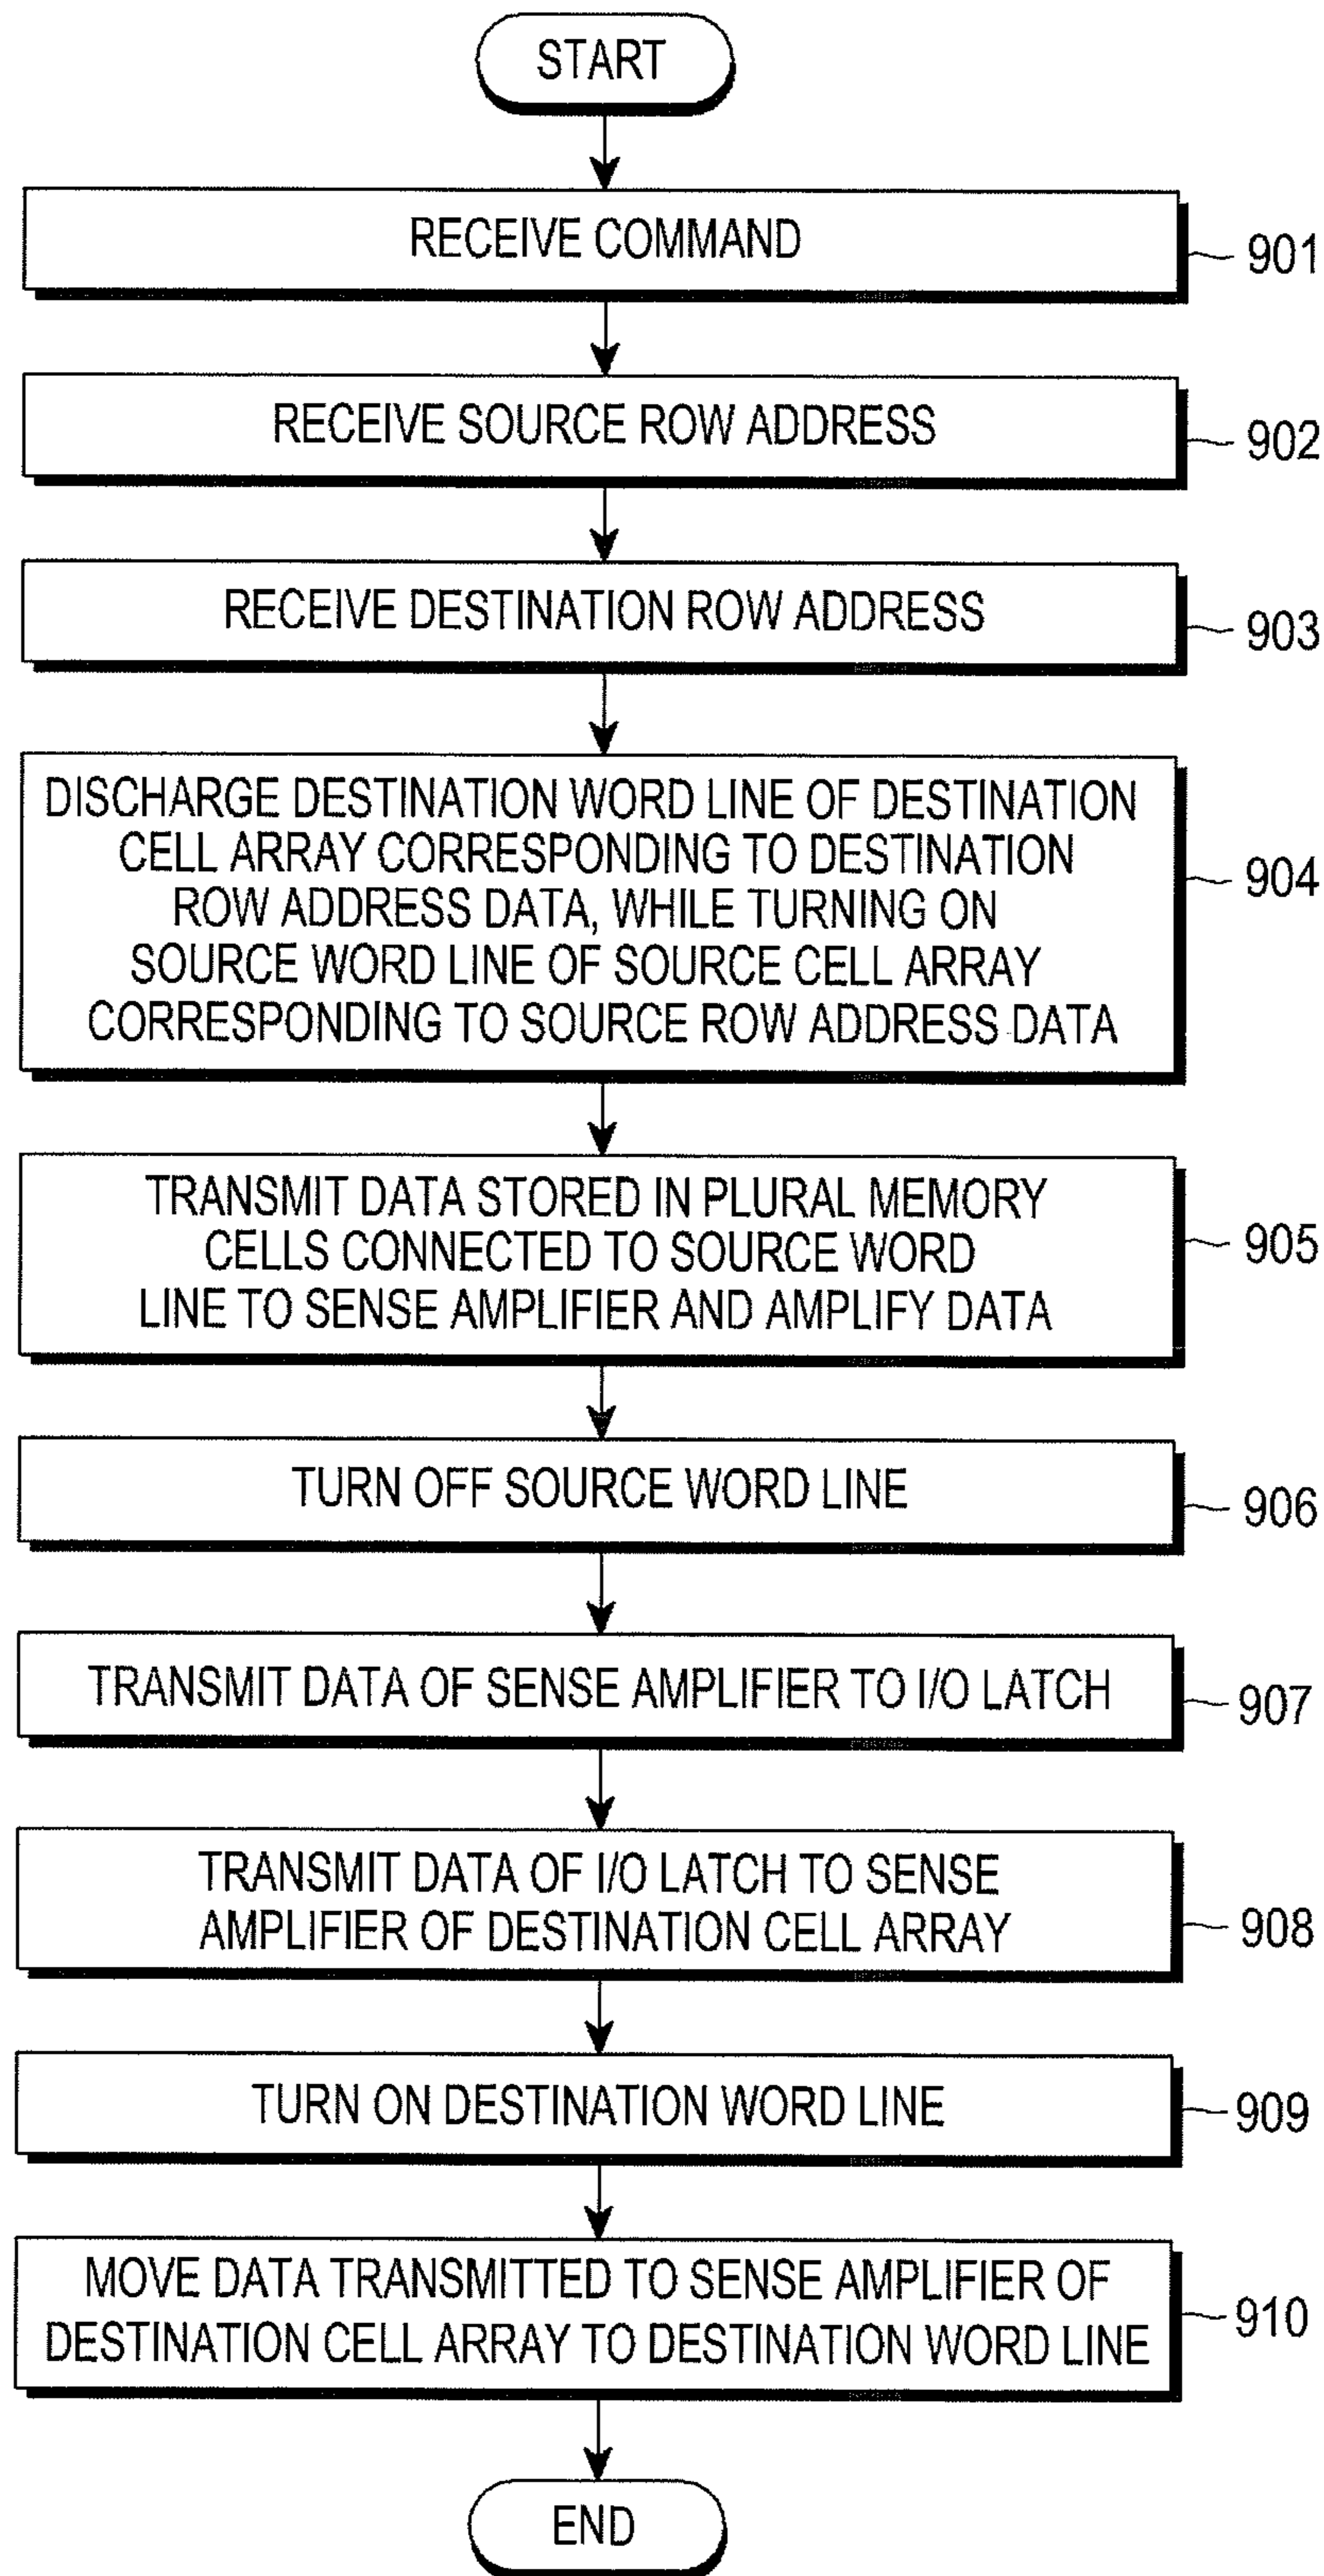 START
RECEIVE COMMAND
901
RECEIVE SOURCE ROW ADDRESS
902
RECEIVE DESTINATION ROW ADDRESS
903
DISCHARGE DESTINATION WORD LINE OF DESTINATION
CELL ARRAY CORRESPONDING TO DESTINATION
ROW ADDRESS DATA, WHILE TURNING ON
SOURCE WORD LINE OF SOURCE CELL ARRAY
CORRESPONDING TO SOURCE ROW ADDRESS DATA
904
TRANSMIT DATA STORED IN PLURAL MEMORY
CELLS CONNECTED TO SOURCE WORD
LINE TO SENSE AMPLIFIER AND AMPLIFY DATA
905
TURN OFF SOURCE WORD LINE
906
TRANSMIT DATA OF SENSE AMPLIFIER TO I/O LATCH
907
TRANSMIT DATA OF I/O LATCH TO SENSE
AMPLIFIER OF DESTINATION CELL ARRAY
908
TURN ON DESTINATION WORD LINE
909
MOVE DATA TRANSMITTED TO SENSE AMPLIFIER OF
DESTINATION CELL ARRAY TO DESTINATION WORD LINE
910
END